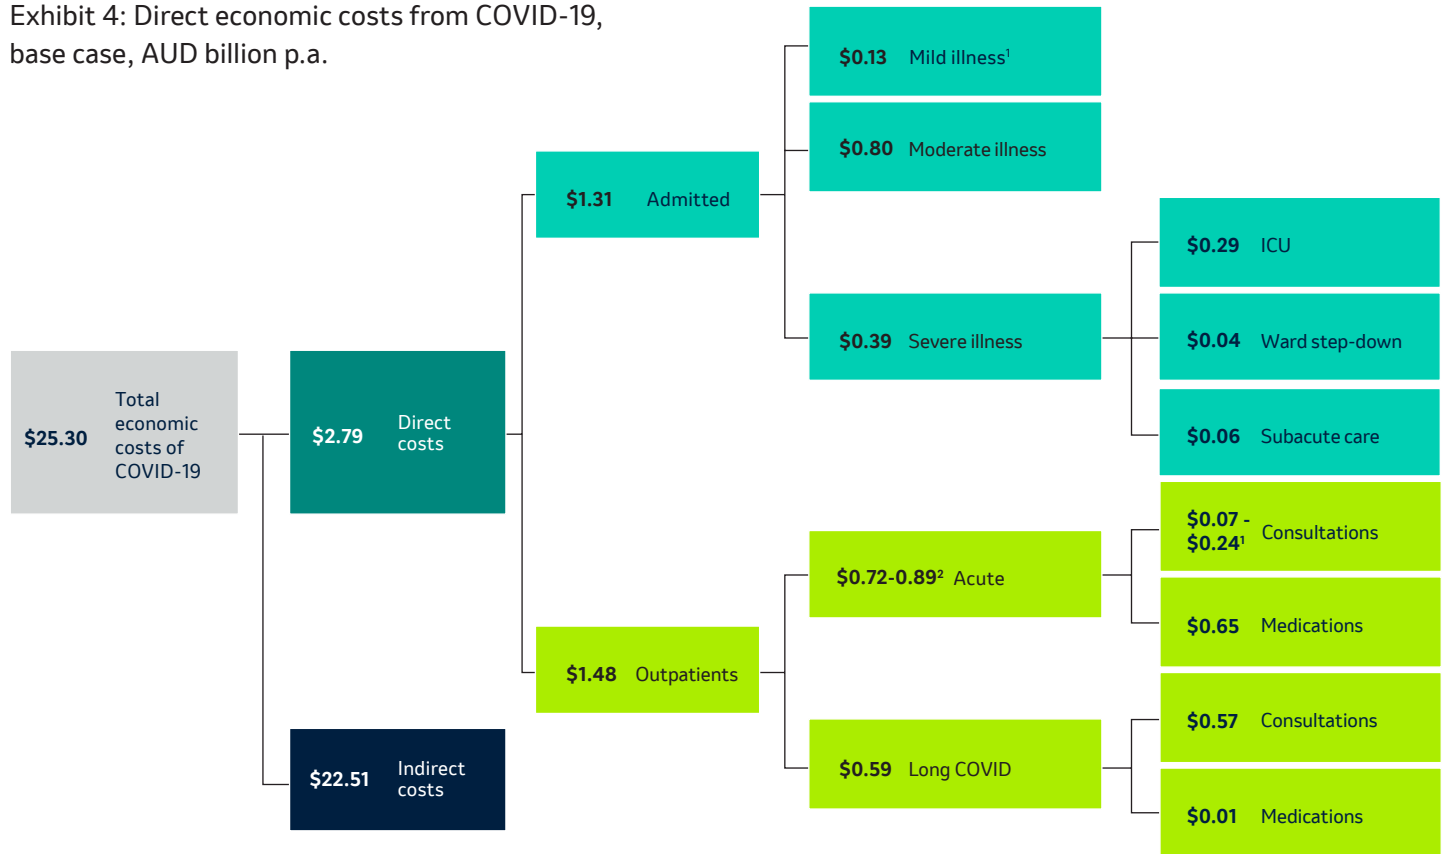 Exhibit 4: Direct economic costs from COVID-19,
base case, AUD billion p.a.
$25.30
Total
economic
costs of
COVID-19
$2.79
Direct
costs
$22.51
Indirect
costs
$1.31 Admitted
$1.48 Outpatients
$0.13 Mild illness¹
$0.80 Moderate illness
$0.39 Severe illness
$0.72-0.89² Acute
$0.59 Long COVID
$0.29 ICU
$0.04 Ward step-down
$0.06 Subacute care
$0.07 -
$0.24¹ Consultations
$0.65 Medications
$0.57 Consultations
$0.01 Medications